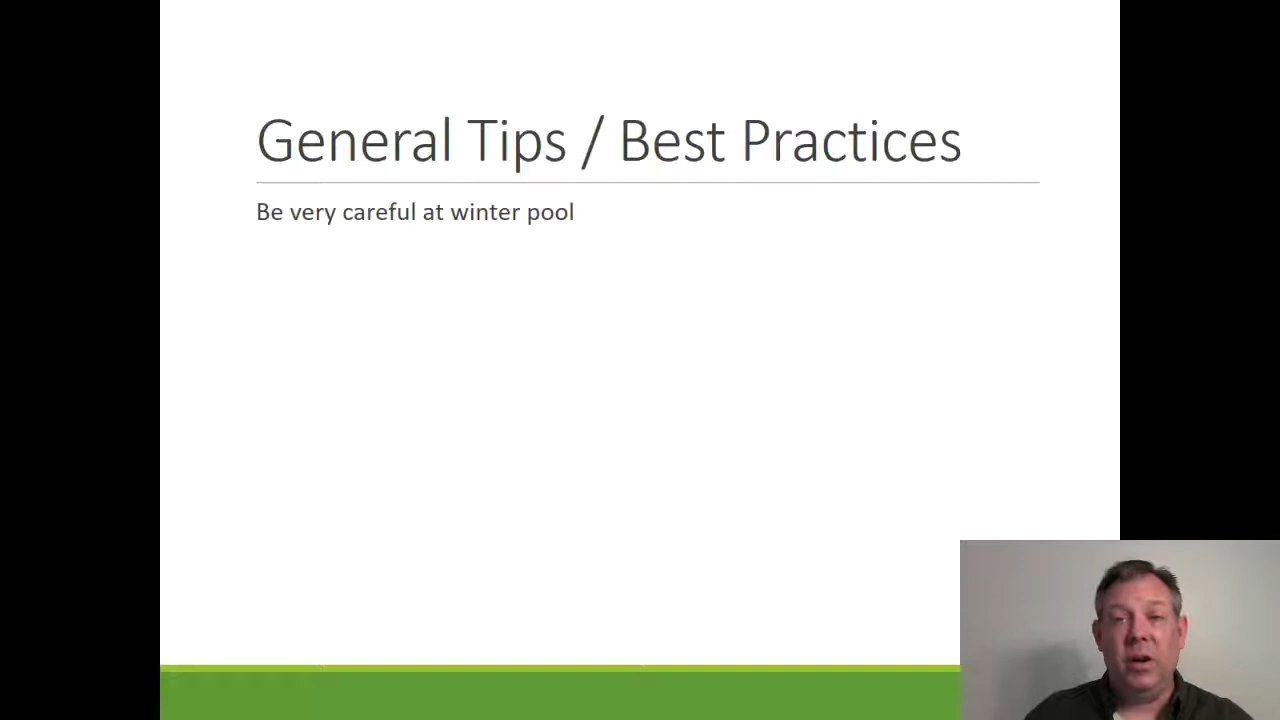 General Tips / Best Practices
Be very careful at winter pool